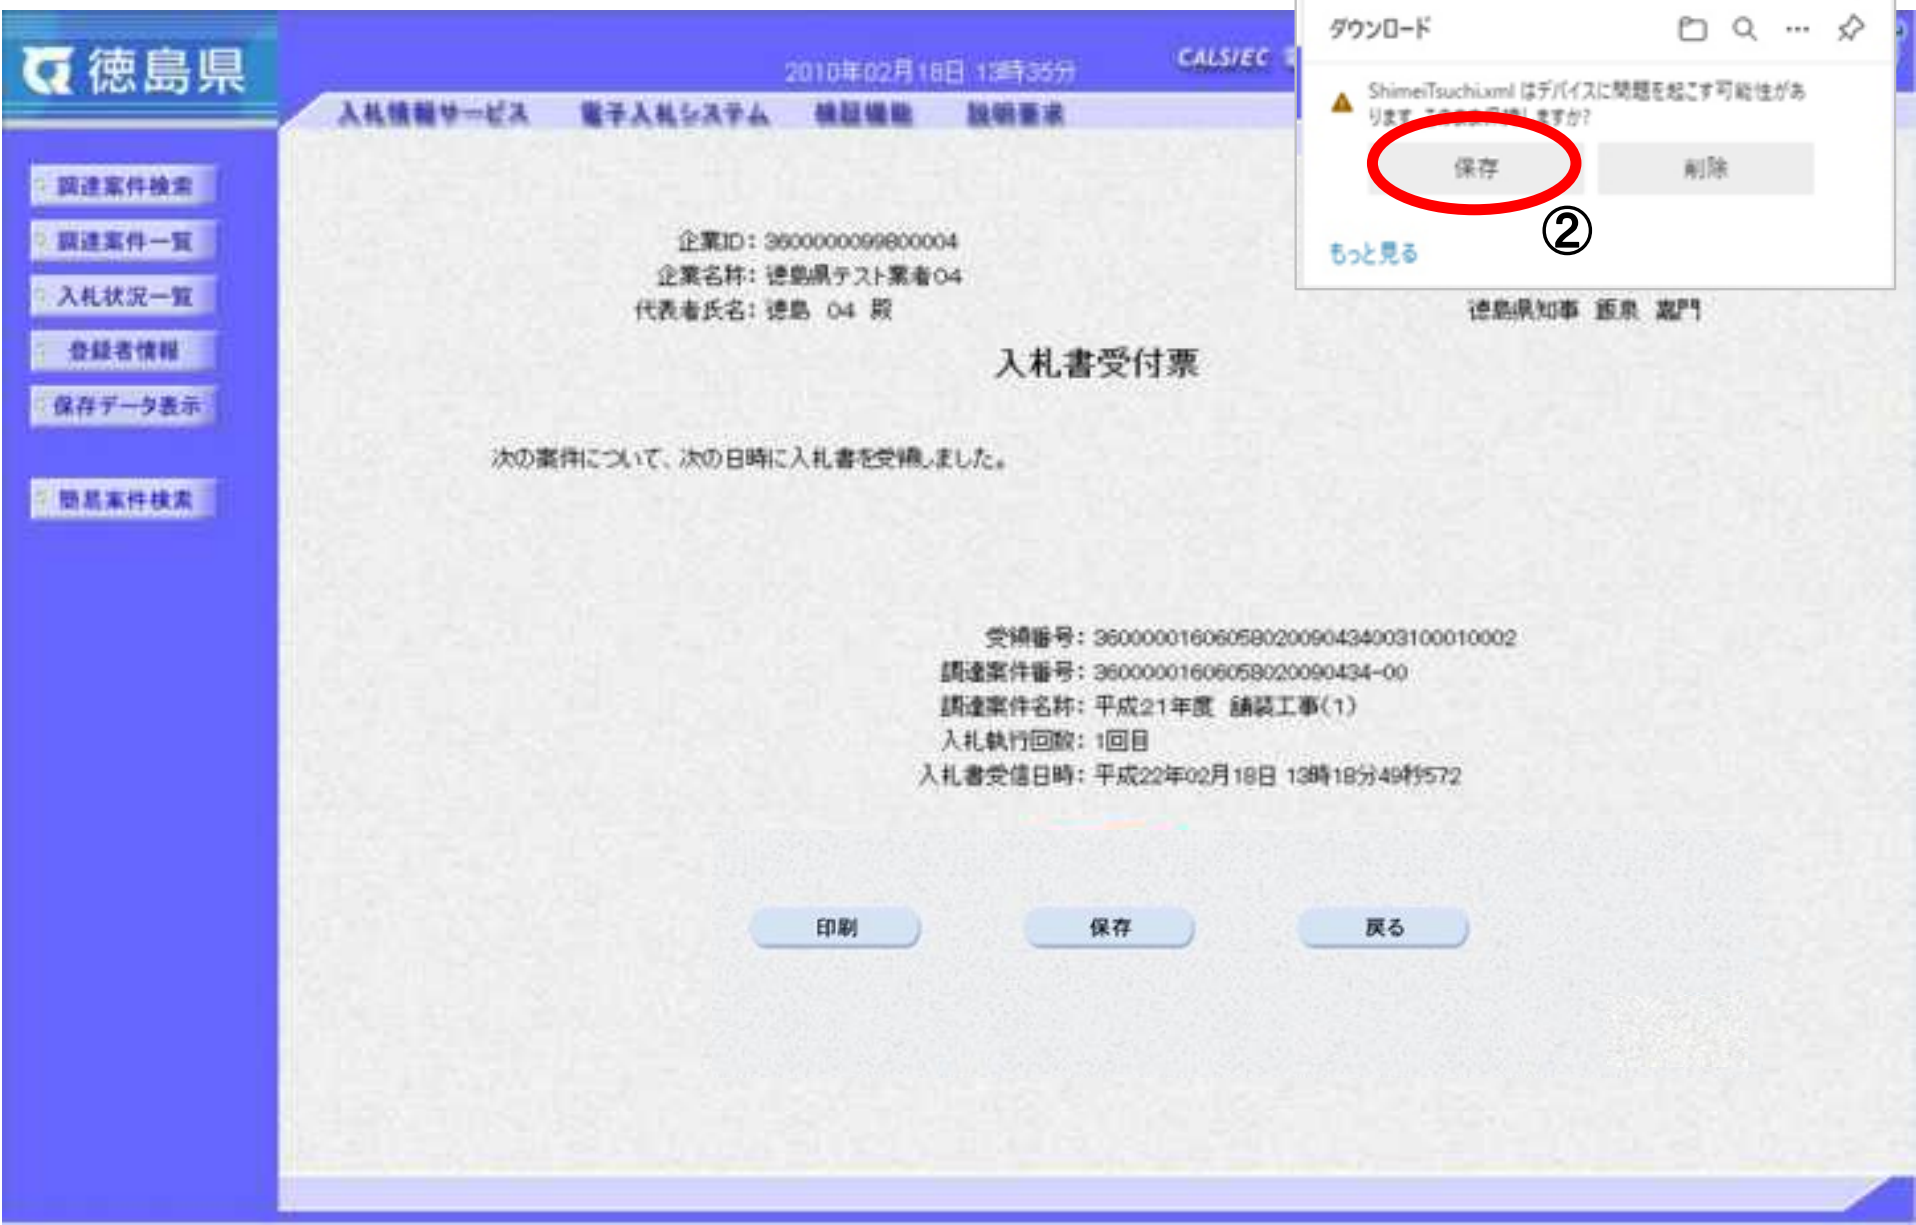 徳島県
2010年02月18日 13時35分
CALS/EC
入札情報サービス 電子入札システム 検証機能 説明要求
調達案件検索
調達案件一覧
入札状況一覧
登録者情報
保存データ表示
簡易案件検索
ダウンロード
ShimeiTsuchi.xml はデバイスに問題を起こす可能性があ
ります。このまま保存しますか?
保存 削除
②
もっと見る
企業ID: 3600000099800004
企業名称: 徳島県テスト業者04
代表者氏名: 徳島 04 殿
徳島県知事 飯泉 嘉門
入札書受付票
次の案件について、次の日時に入札書を受領しました。
受領番号: 36000001606058020090434003100010002
調達案件番号: 36000001606058020090434-00
調達案件名称: 平成21年度 舗装工事(1)
入札執行回数: 1回目
入札書受信日時: 平成22年02月18日 13時18分49秒572
印刷 保存 戻る